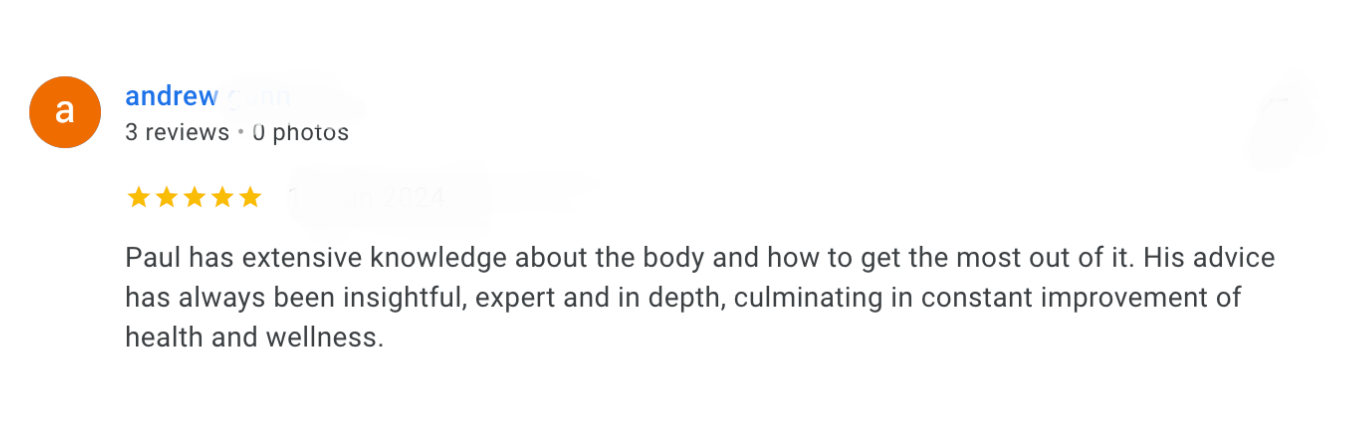 a
andrew
3 reviews • 0 photos
2024
Paul has extensive knowledge about the body and how to get the most out of it. His advice
has always been insightful, expert and in depth, culminating in constant improvement of
health and wellness.